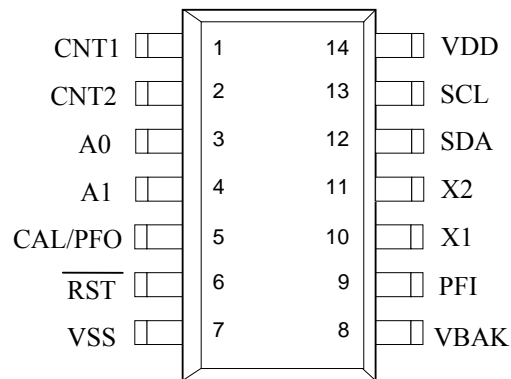 CNT1 1 14 VDD
CNT2 2 13 SCL
A0 3 12 SDA
A1 4 11 X2
CAL/PFO 5 10 X1
RST 6 9 PFI
VSS 7 8 VBAK